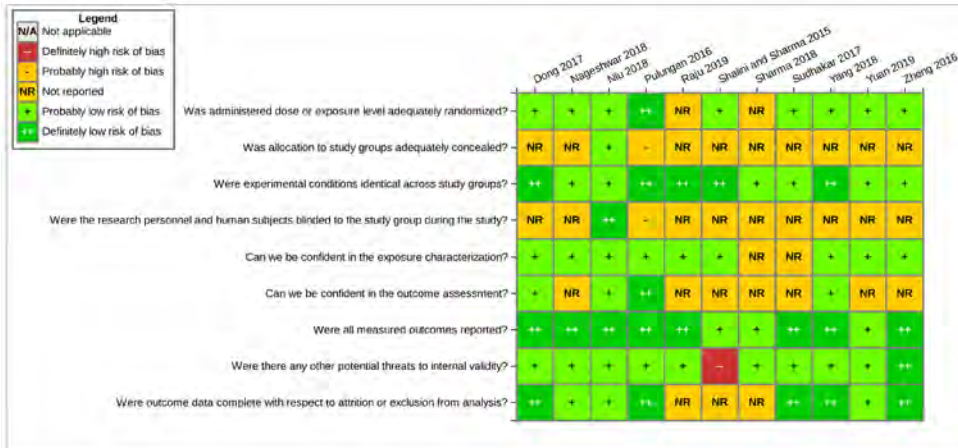 Legend
N/A Not applicable
-- Definitely high risk of bias
- Probably high risk of bias
NR Not reported
+ Probably low risk of bias
++ Definitely low risk of bias
Dong 2017
Nageshwar 2018
Niu 2018
Pulungan 2016
Raju 2019
Shalini and Sharma 2015
Sharma 2018
Sudhakar 2017
Yang 2018
Yuan 2019
Zheng 2016
Was administered dose or exposure level adequately randomized? + + + ++ NR + NR + + + +
Was allocation to study groups adequately concealed? NR NR + - NR NR NR NR NR NR NR
Were experimental conditions identical across study groups? ++ + + ++ ++ ++ + + ++ + +
Were the research personnel and human subjects blinded to the study group during the study? NR NR ++ - NR NR NR NR NR NR NR
Can we be confident in the exposure characterization? + + + + + + NR NR + + +
Can we be confident in the outcome assessment? + NR + ++ NR NR NR NR + NR NR
Were all measured outcomes reported? ++ ++ ++ ++ ++ + + ++ ++ + ++
Were there any other potential threats to internal validity? + + + + + -- + + + + ++
Were outcome data complete with respect to attrition or exclusion from analysis? ++ + + ++ NR NR NR ++ ++ + ++